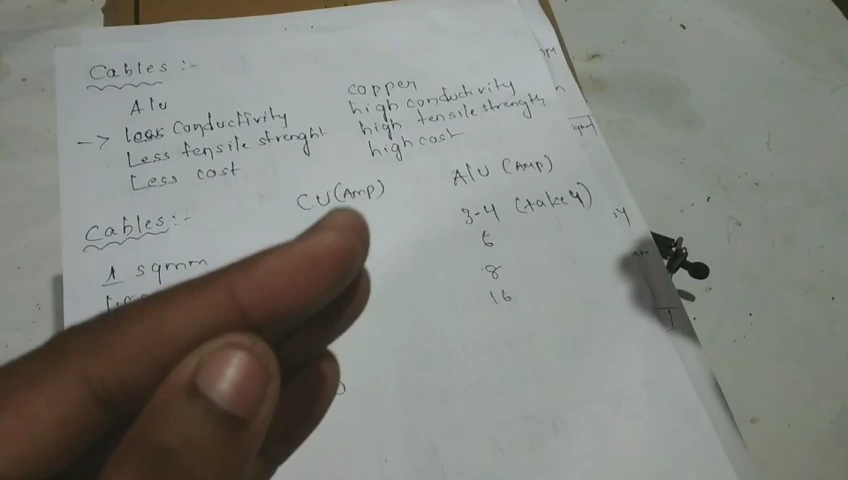 Cables :-
Alu
copper
-> less conductivity
high conductivity
Less tensile strenght
high tensile strength
Less cost
high cost
Cables :-
CU (Amp)
Alu (Amp)
1 sqmm
3-4 (take 4)
6
8
16